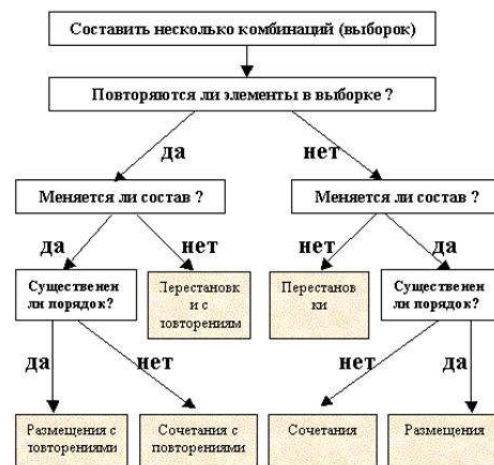 Составить несколько комбинаций (выборок)
Повторяются ли элементы в выборке ?
да
нет
Меняется ли состав ?
Меняется ли состав ?
да
нет
нет
да
Существенен
ли порядок?
Перестановк
и с
повторениям
Перестанов
ки
Существенен
ли порядок?
да
нет
нет
да
Размещения с
повторениями
Сочетания с
повторениями
Сочетания
Размещения